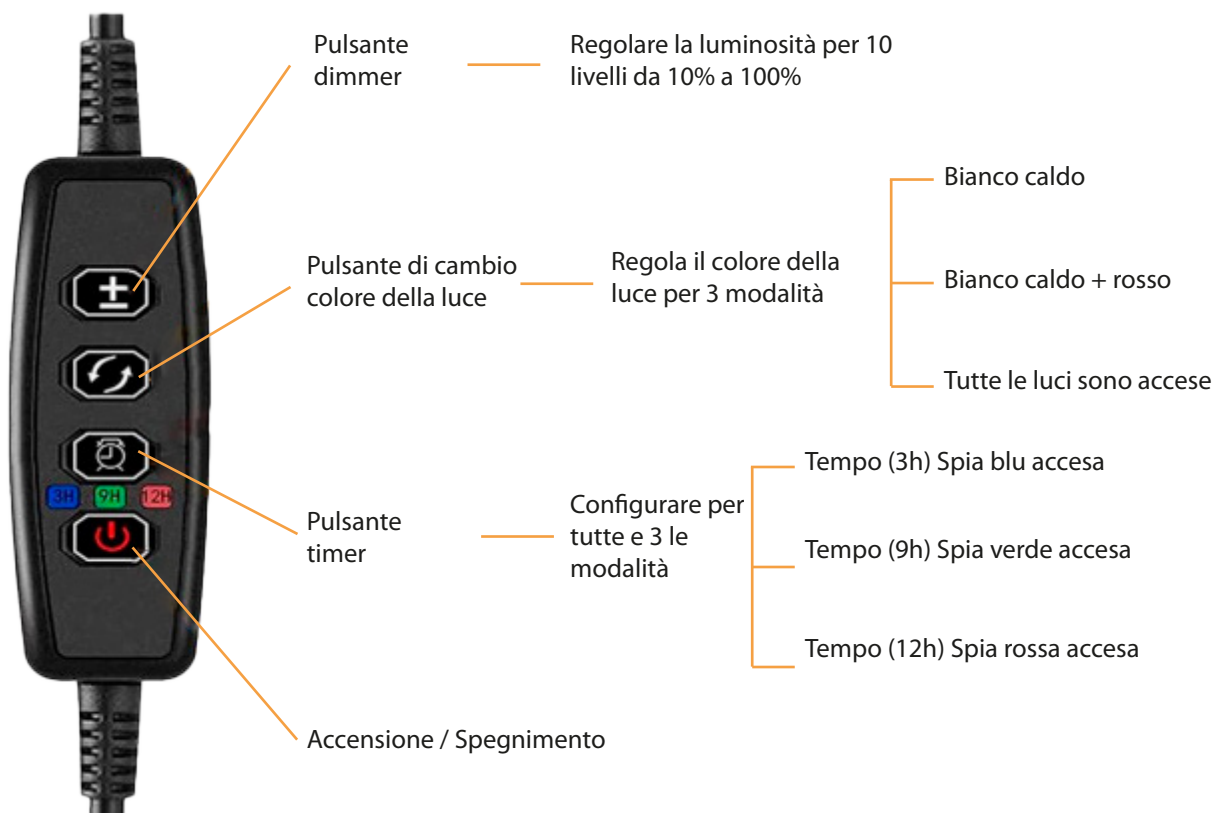 Pulsante
dimmer
Regolare la luminosità per 10
livelli da 10% a 100%
Pulsante di cambio
colore della luce
Regola il colore della
luce per 3 modalità
Bianco caldo
Bianco caldo + rosso
Tutte le luci sono accese
3H 9H 12H
Pulsante
timer
Configurare per
tutte e 3 le
modalità
Tempo (3h) Spia blu accesa
Tempo (9h) Spia verde accesa
Tempo (12h) Spia rossa accesa
Accensione / Spegnimento